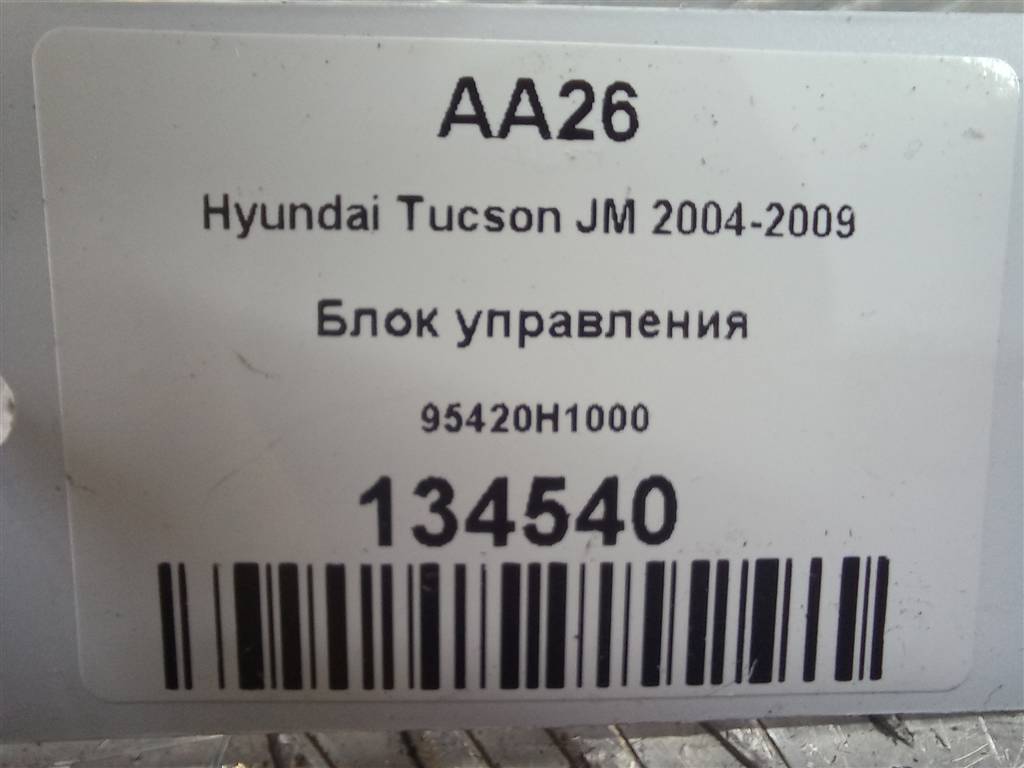 AA26
Hyundai Tucson JM 2004-2009
Блок управления
95420H1000
134540